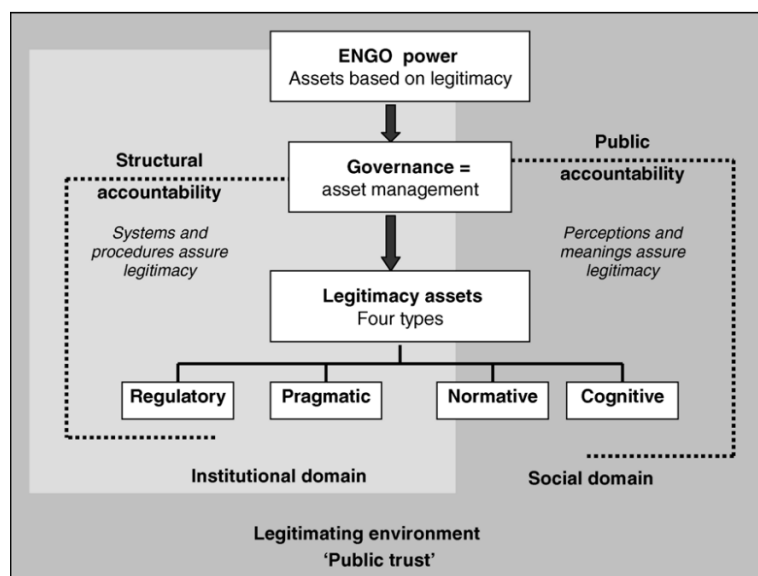 ENGO power
Assets based on legitimacy
Structural
accountability
Systems and
procedures assure
legitimacy
Governance =
asset management
Public
accountability
Perceptions and
meanings assure
legitimacy
Legitimacy assets
Four types
Regulatory
Pragmatic
Normative
Cognitive
Institutional domain
Social domain
Legitimating environment
‘Public trust’